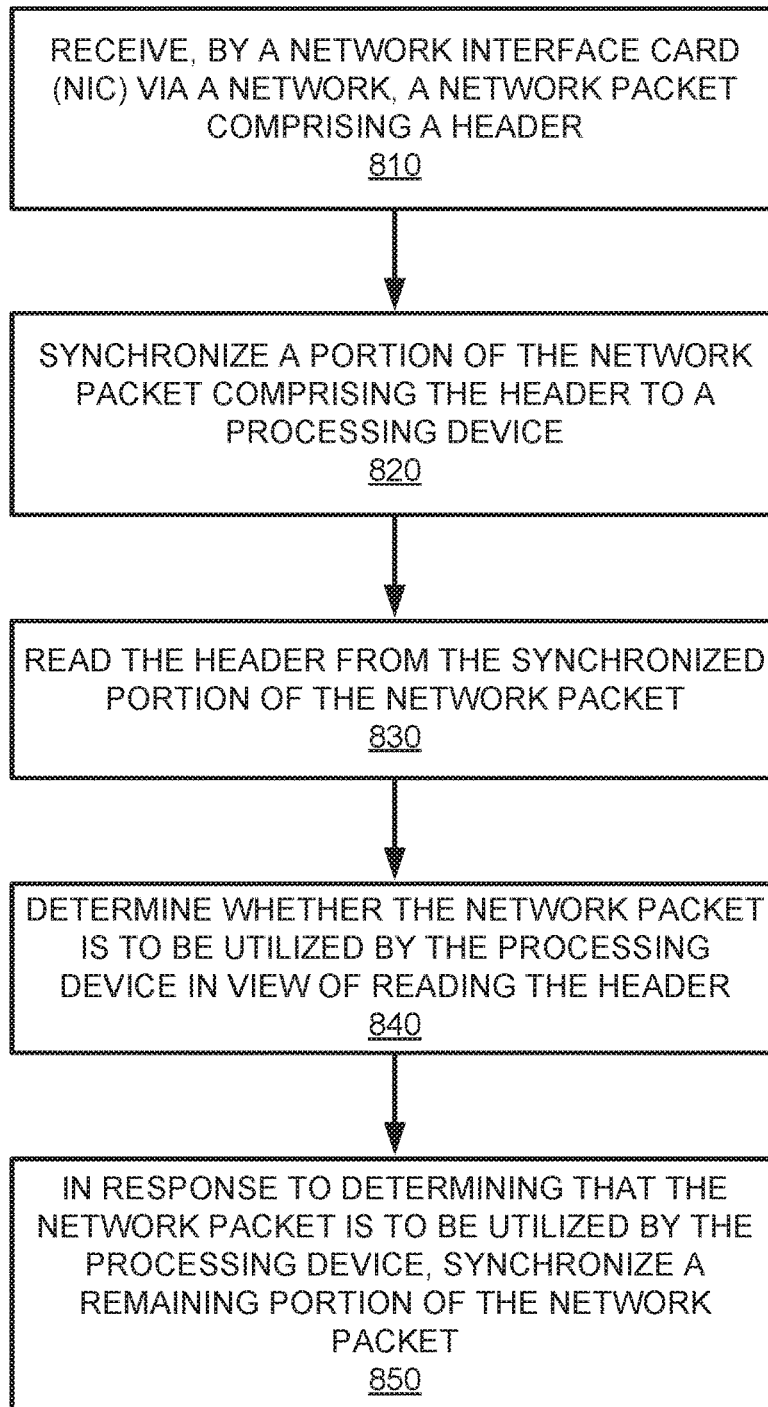 RECEIVE, BY A NETWORK INTERFACE CARD
(NIC) VIA A NETWORK, A NETWORK PACKET
COMPRISING A HEADER
810
SYNCHRONIZE A PORTION OF THE NETWORK
PACKET COMPRISING THE HEADER TO A
PROCESSING DEVICE
820
READ THE HEADER FROM THE SYNCHRONIZED
PORTION OF THE NETWORK PACKET
830
DETERMINE WHETHER THE NETWORK PACKET
IS TO BE UTILIZED BY THE PROCESSING
DEVICE IN VIEW OF READING THE HEADER
840
IN RESPONSE TO DETERMINING THAT THE
NETWORK PACKET IS TO BE UTILIZED BY THE
PROCESSING DEVICE, SYNCHRONIZE A
REMAINING PORTION OF THE NETWORK
PACKET
850